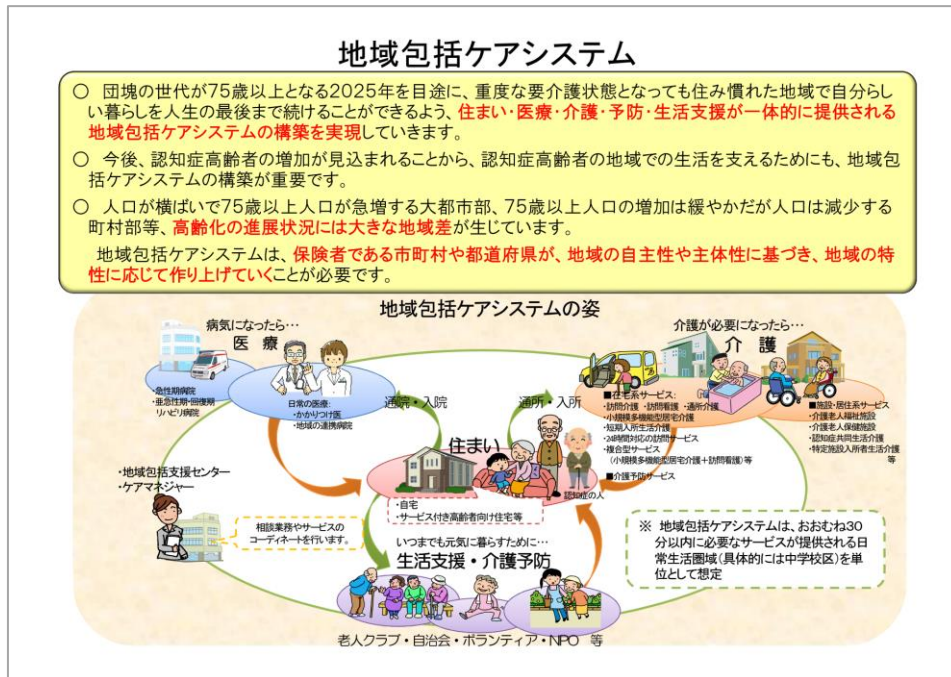 地域包括ケアシステム
○ 団塊の世代が75歳以上となる2025年を目途に、重度な要介護状態となっても住み慣れた地域で自分らし
い暮らしを人生の最後まで続けることができるよう、住まい・医療・介護・予防・生活支援が一体的に提供される
地域包括ケアシステムの構築を実現していきます。
○ 今後、認知症高齢者の増加が見込まれることから、認知症高齢者の地域での生活を支えるためにも、地域包
括ケアシステムの構築が重要です。
○ 人口が横ばいで75歳以上人口が急増する大都市部、75歳以上人口の増加は緩やかだが人口は減少する
町村部等、高齢化の進展状況には大きな地域差が生じています。
地域包括ケアシステムは、保険者である市町村や都道府県が、地域の自主性や主体性に基づき、地域の特
性に応じて作り上げていくことが必要です。
地域包括ケアシステムの姿
病気になったら…
医 療
・急性期病院
・亜急性期・回復期
リハビリ病院
日常の医療:
・かかりつけ医
・地域の連携病院
通院・入院
通所・入所
介護が必要になったら…
介 護
■在宅系サービス:
・訪問介護 ・訪問看護 ・通所介護
・小規模多機能型居宅介護
・短期入所生活介護
・24時間対応の訪問サービス
・複合型サービス
(小規模多機能型居宅介護+訪問看護)等
■介護予防サービス
■施設・居住系サービス
・介護老人福祉施設
・介護老人保健施設
・認知症共同生活介護
・特定施設入所者生活介護
等
住まい
・自宅
・サービス付き高齢者向け住宅等
認知症の人
・地域包括支援センター
・ケアマネジャー
相談業務やサービスの
コーディネートを行います。
いつまでも元気に暮らすために…
生活支援・介護予防
老人クラブ・自治会・ボランティア・NPO 等
※ 地域包括ケアシステムは、おおむね30
分以内に必要なサービスが提供される日
常生活圏域(具体的には中学校区)を単
位として想定